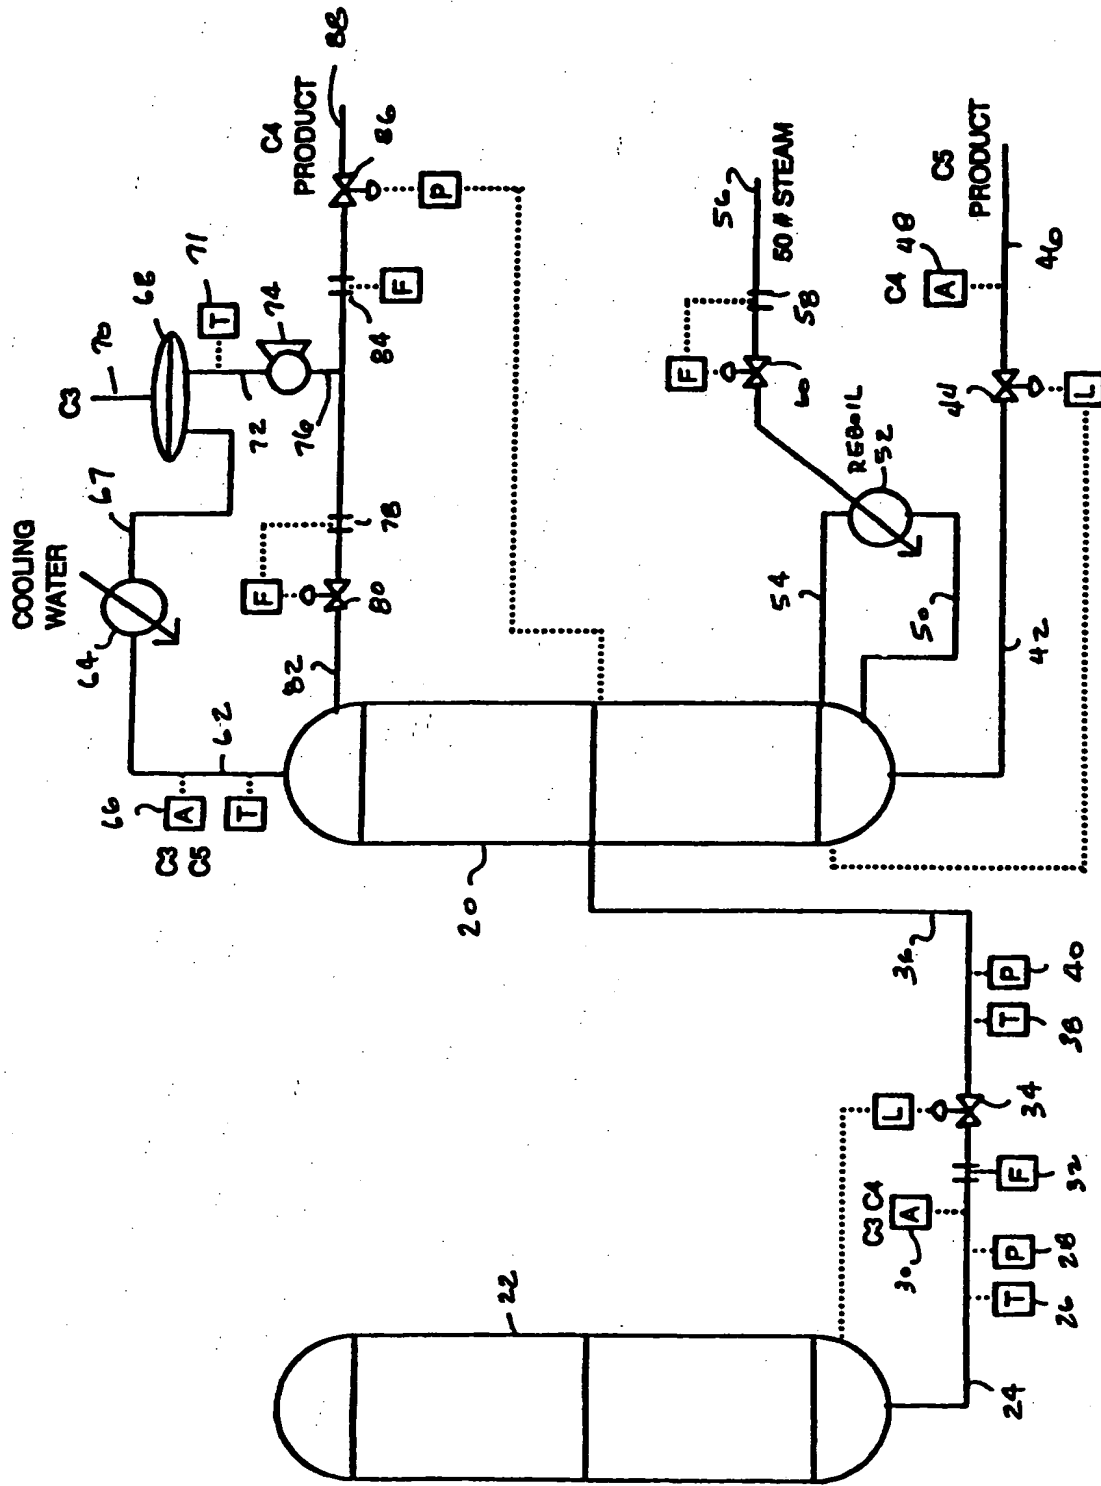 COOLING
WATER
C3
70
68
T
71
67
64
62
66
A
C3
C5
T
72
74
76
C4
PRODUCT
88
86
P
F
84
F
78
80
82
20
56
50 # STEAM
F
58
60
REBOIL
52
54
50
C4
A
48
C5
PRODUCT
46
44
L
42
36
P
40
T
38
L
34
F
32
C3 C4
A
30
P
28
T
26
24
22